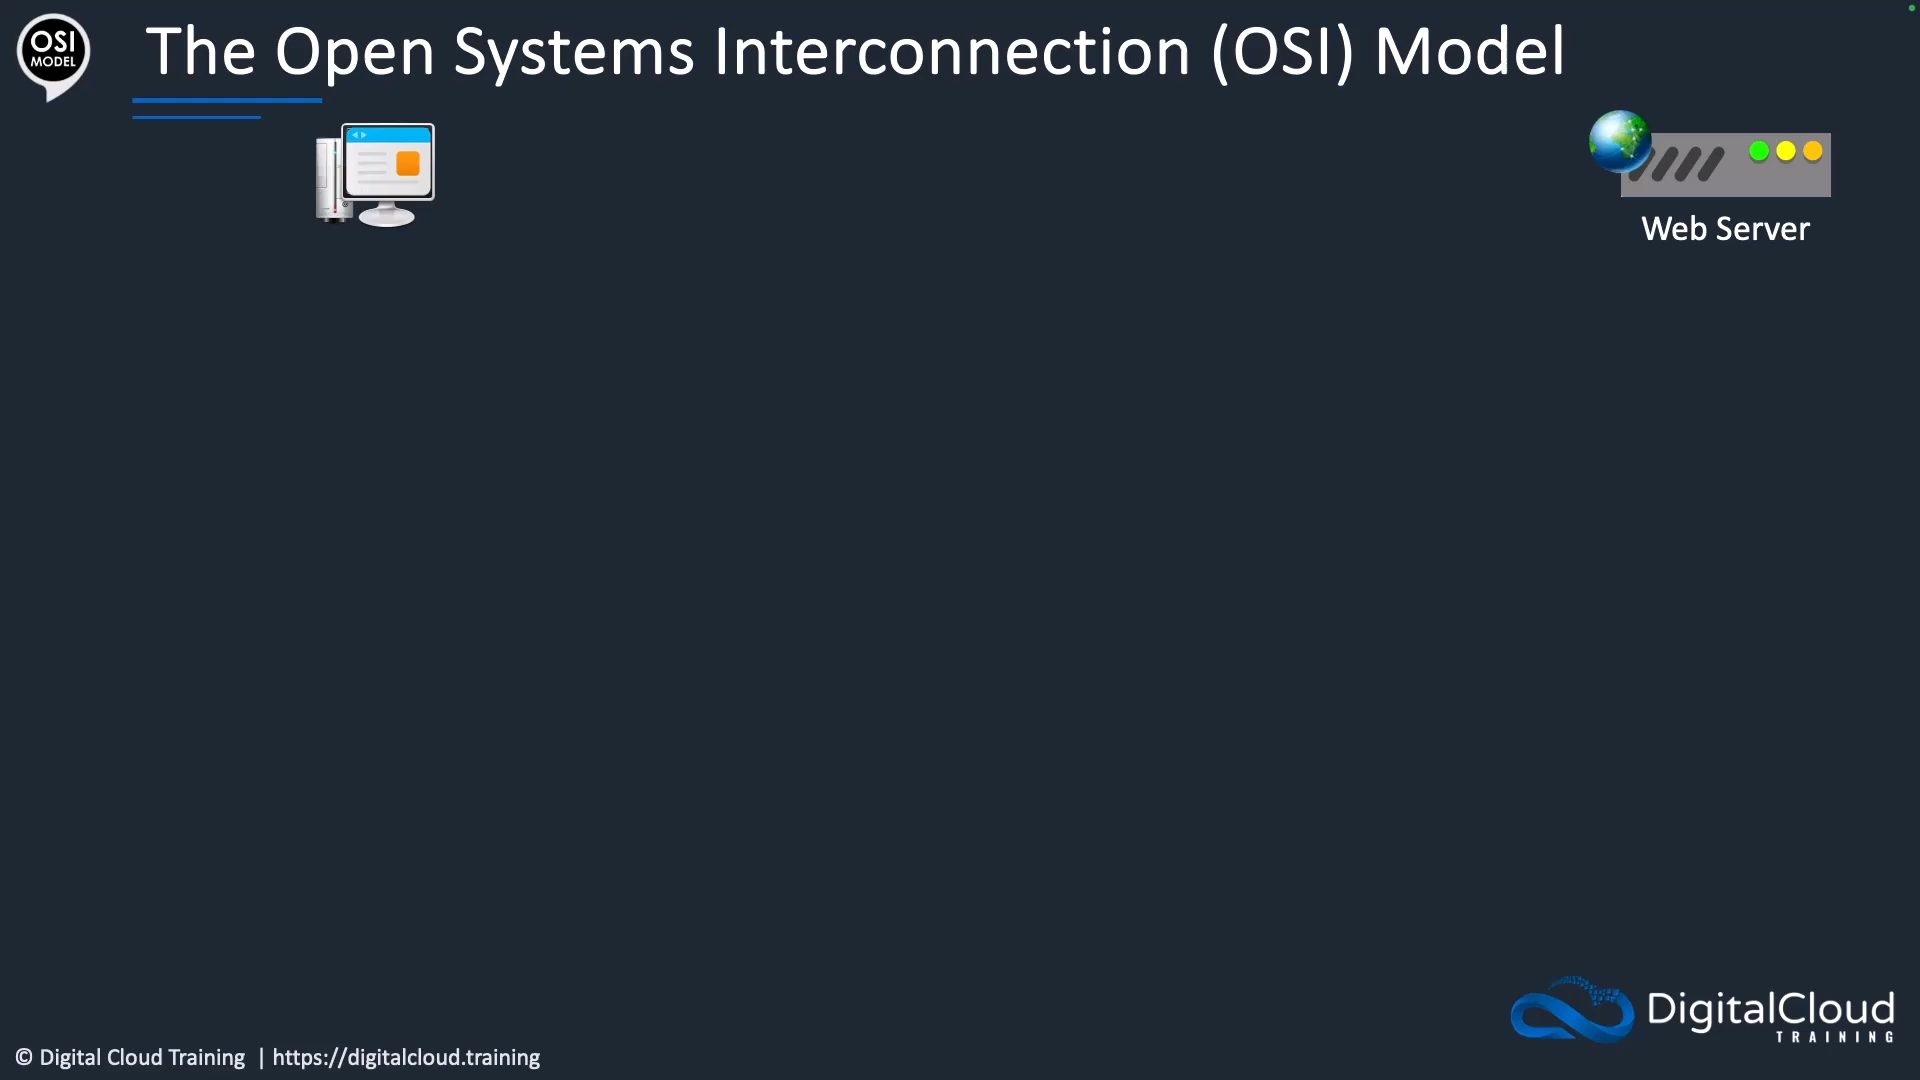 OSI
MODEL
The Open Systems Interconnection (OSI) Model
Web Server
DigitalCloud
TRAINING
© Digital Cloud Training | https://digitalcloud.training